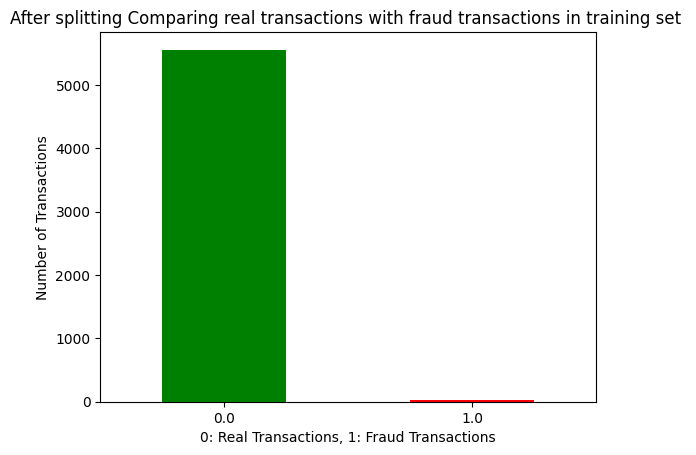 After splitting Comparing real transactions with fraud transactions in training set
Number of Transactions
5000
4000
3000
2000
1000
0
0.0 1.0
0: Real Transactions, 1: Fraud Transactions